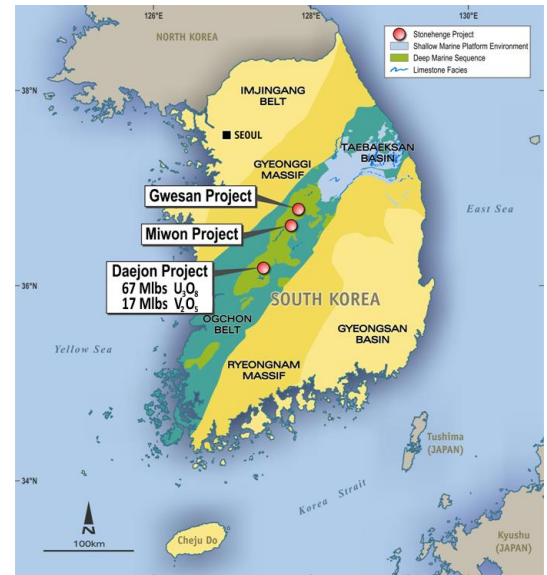 126°E
128°E
130°E
Stonehenge Project
Shallow Marine Platform Environment
Deep Marine Sequence
Limestone Facies
NORTH KOREA
38°N
IMJINGANG
BELT
SEOUL
TAEBAEKSAN
BASIN
GYEONGGI
MASSIF
Gwesan Project
Miwon Project
East Sea
Daejon Project
67 Mlbs U3O8
17 Mlbs V2O5
36°N
SOUTH KOREA
OGCHON
BELT
GYEONGSAN
BASIN
Yellow Sea
RYEONGNAM
MASSIF
Tushima
(JAPAN)
34°N
Korea Strait
N
100km
Cheju Do
Kyushu
(JAPAN)